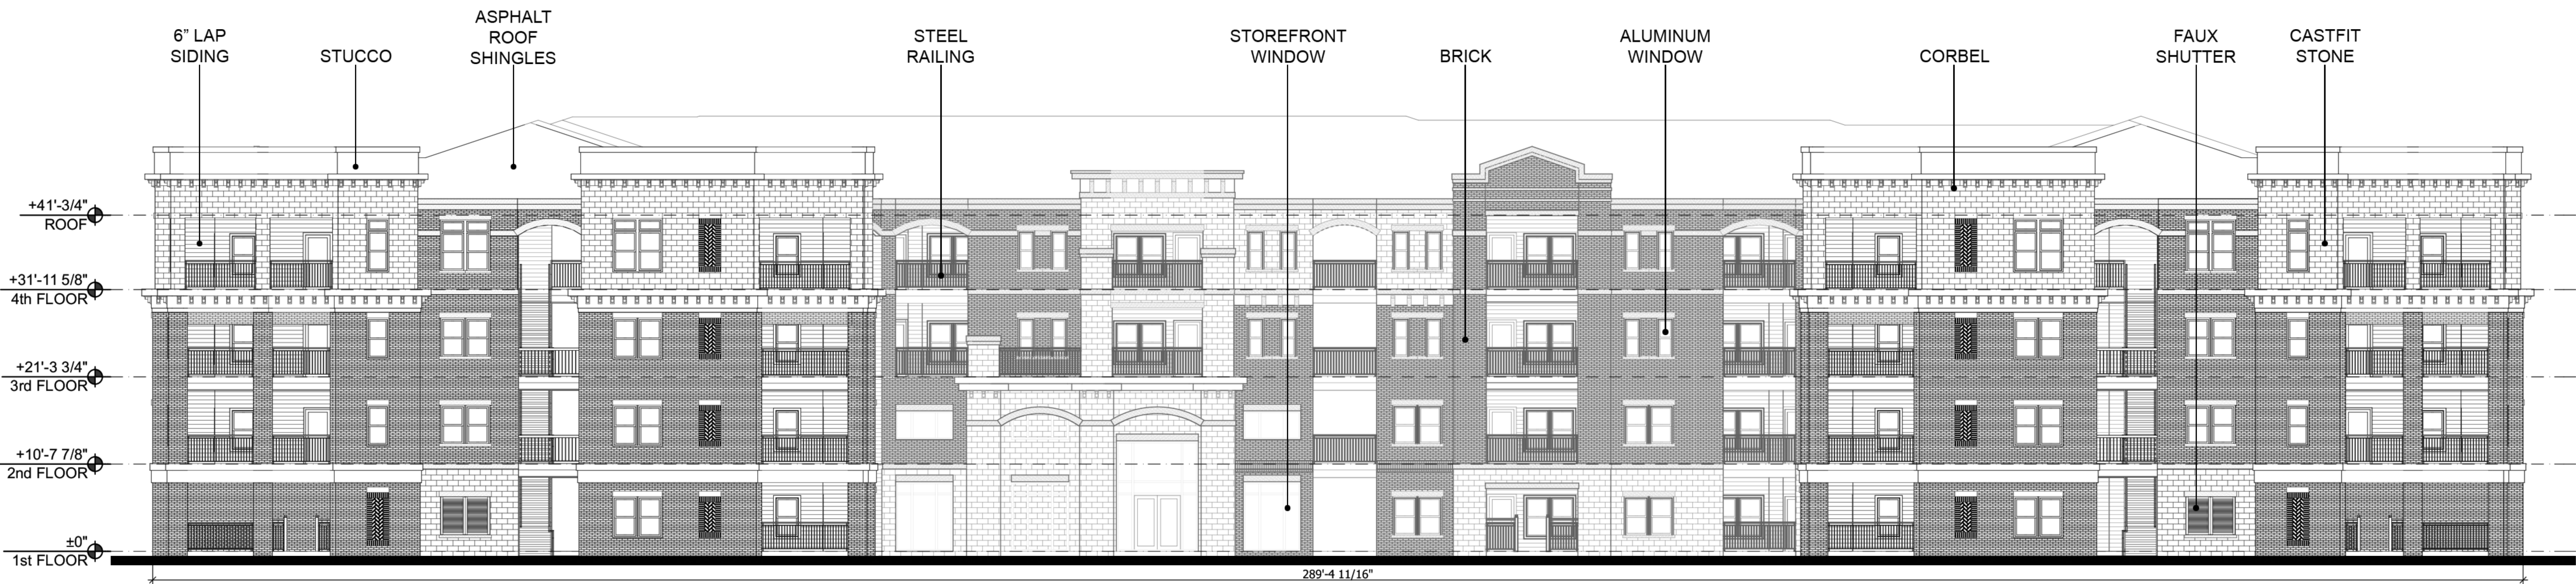 6” LAP
SIDING
STUCCO
ASPHALT
ROOF
SHINGLES
STEEL
RAILING
STOREFRONT
WINDOW
BRICK
ALUMINUM
WINDOW
CORBEL
FAUX
SHUTTER
CASTFIT
STONE
+41'-3/4"
ROOF
+31'-11 5/8"
4th FLOOR
+21'-3 3/4"
3rd FLOOR
+10'-7 7/8"
2nd FLOOR
±0"
1st FLOOR
289'-4 11/16"